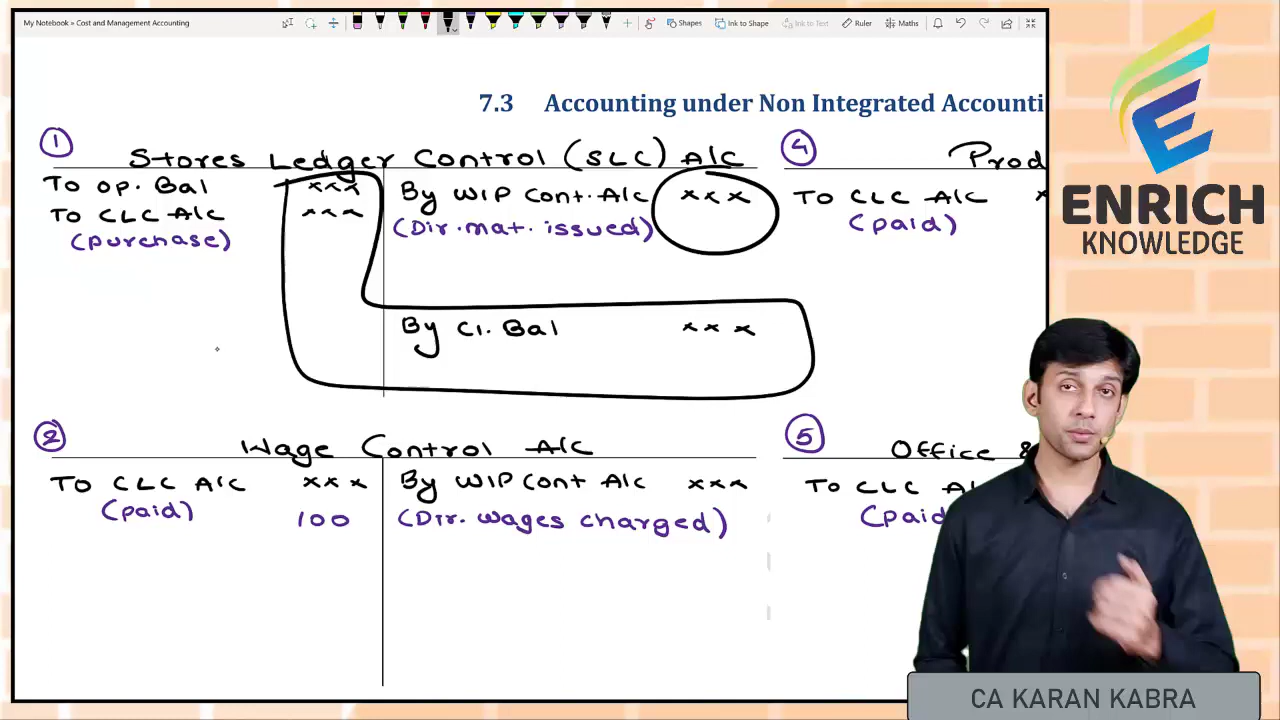 My Notebook » Cost and Management Accounting
Shapes
Ink to Shape
Ink to Text
Ruler
Maths
7.3 Accounting under Non Integrated Accounti
1
Stores Ledger Control (SLC) A/C
To op. Bal xxx
By WIP Cont. A/C xxx
To CLC A/C xxx
(purchase)
(Dir. mat. issued)
By Cl. Bal xxx
4
Prod
To CLC A/C x
(paid)
2
Wage Control A/C
To CLC A/C xxx
By WIP Cont A/C xxx
(paid) 100
(Dir. wages charged)
5
Office &
To CLC A/C
(paid
ENRICH
KNOWLEDGE
CA KARAN KABRA